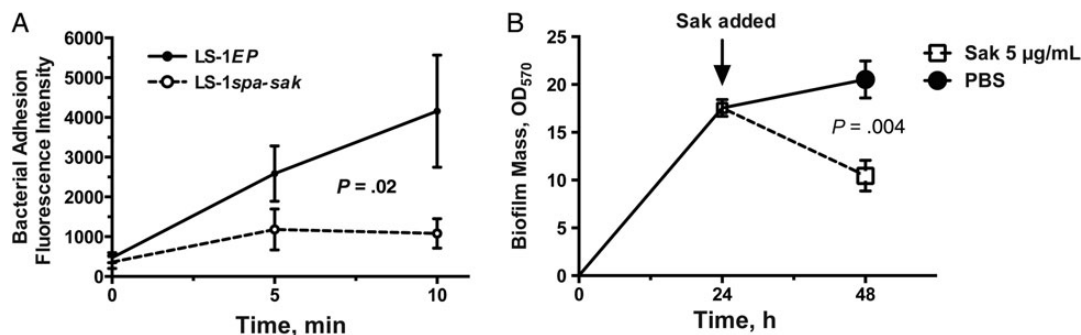 A
6000
5000
4000
3000
2000
1000
0
Bacterial Adhesion
Fluorescence Intensity
LS-1EP
LS-1spa-sak
P = .02
0 5 10
Time, min
B
Sak added
25
20
15
10
5
0
Biofilm Mass, OD570
Sak 5 µg/mL
PBS
P = .004
0 24 48
Time, h